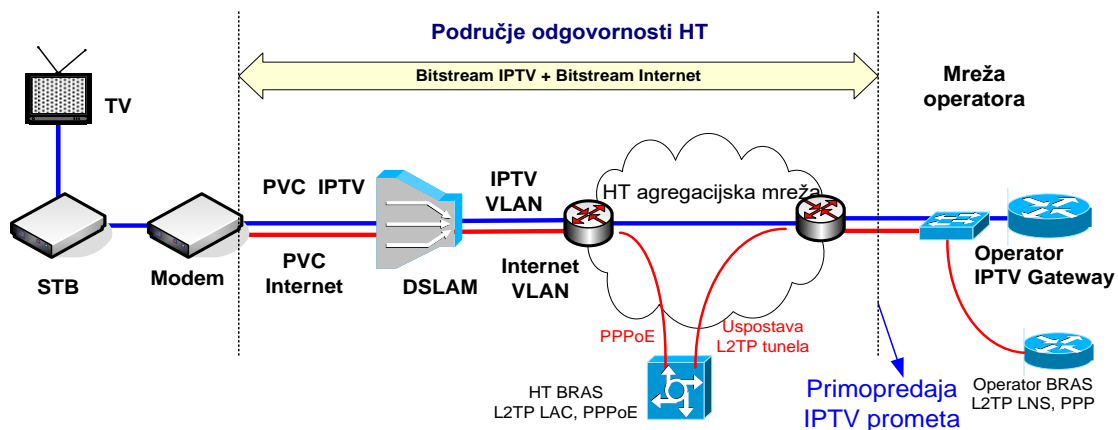 Područje odgovornosti HT
Bitstream IPTV + Bitstream Internet
Mreža
operatora
TV
PVC IPTV
IPTV
VLAN
HT agregacijska mreža
STB
Modem
PVC
Internet
DSLAM
Internet
VLAN
Operator
IPTV Gateway
PPPoE
Uspostava
L2TP tunela
HT BRAS
L2TP LAC, PPPoE
Primopredaja
IPTV prometa
Operator BRAS
L2TP LNS, PPP